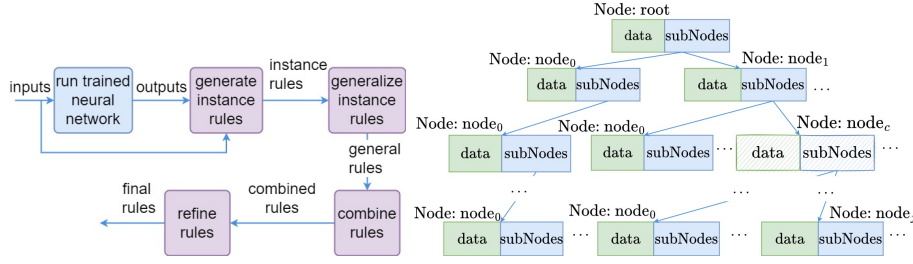 inputs
run trained
neural
network
outputs
generate
instance
rules
instance
rules
generalize
instance
rules
general
rules
combine
rules
combined
rules
refine
rules
final
rules
Node: root
data subNodes
Node: node₀
data subNodes
Node: node₁
data subNodes ...
Node: node₀
data subNodes
Node: node₀
data subNodes ...
Node: node_c
data subNodes ...
... ... ...
Node: node₀
data subNodes ...
Node: node₀
data subNodes ...
Node: node
data subNodes ...